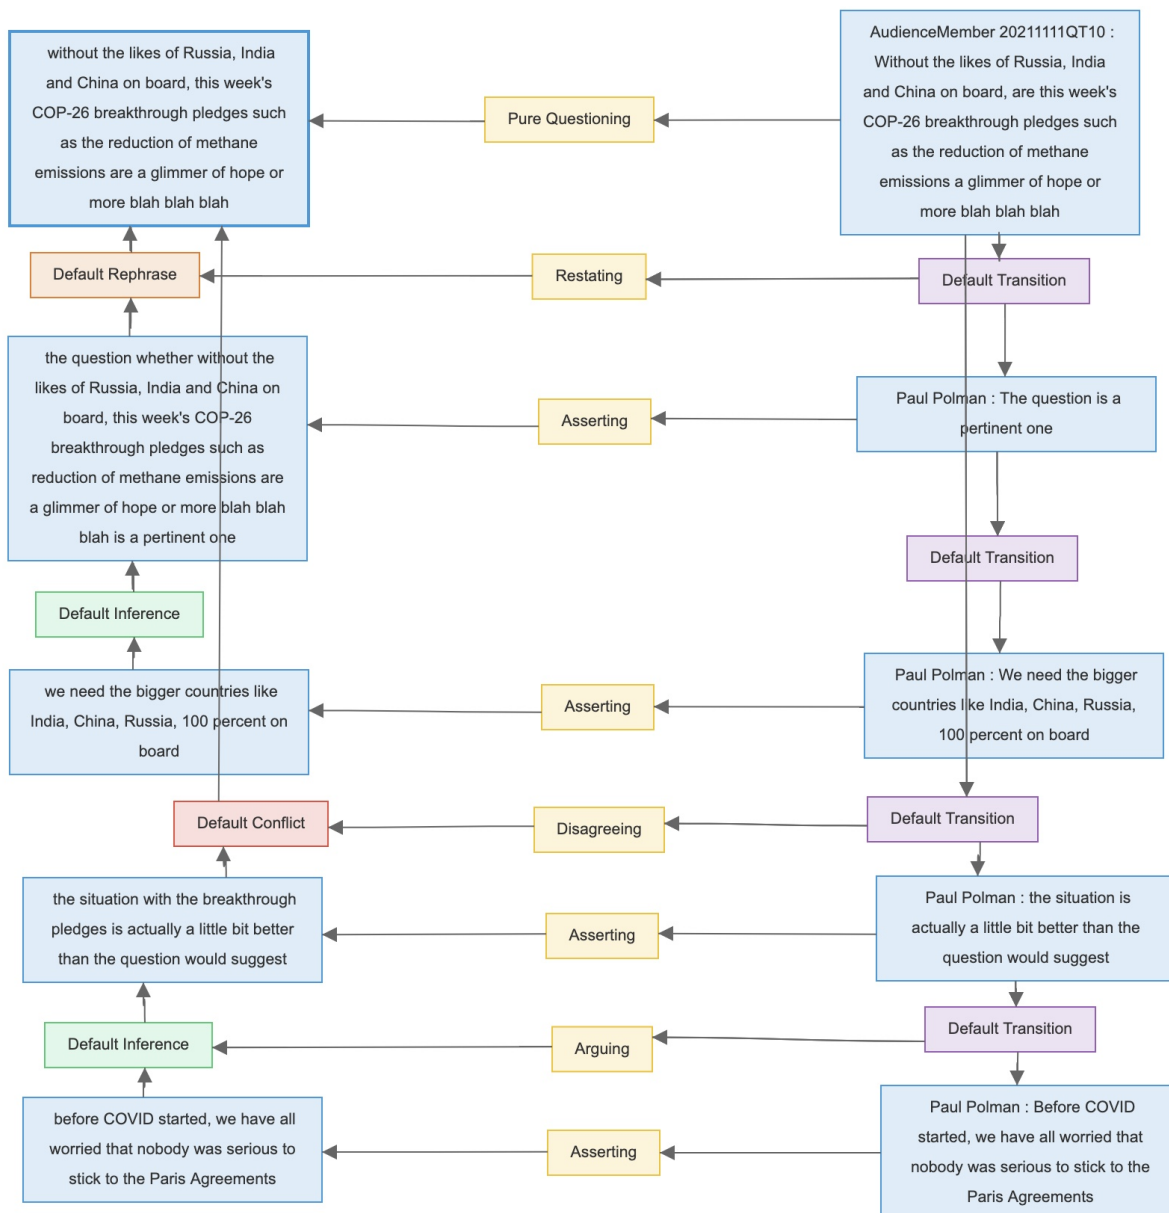 without the likes of Russia, India
and China on board, this week's
COP-26 breakthrough pledges such
as the reduction of methane
emissions are a glimmer of hope or
more blah blah blah
Pure Questioning
AudienceMember 20211111QT10 :
Without the likes of Russia, India
and China on board, are this week's
COP-26 breakthrough pledges such
as the reduction of methane
emissions a glimmer of hope or
more blah blah blah
Default Rephrase
Restating
Default Transition
the question whether without the
likes of Russia, India and China on
board, this week's COP-26
breakthrough pledges such as
reduction of methane emissions are
a glimmer of hope or more blah blah
blah is a pertinent one
Asserting
Paul Polman : The question is a
pertinent one
Default Transition
Default Inference
we need the bigger countries like
India, China, Russia, 100 percent on
board
Asserting
Paul Polman : We need the bigger
countries like India, China, Russia,
100 percent on board
Default Conflict
Disagreeing
Default Transition
the situation with the breakthrough
pledges is actually a little bit better
than the question would suggest
Asserting
Paul Polman : the situation is
actually a little bit better than the
question would suggest
Default Inference
Arguing
Default Transition
before COVID started, we have all
worried that nobody was serious to
stick to the Paris Agreements
Asserting
Paul Polman : Before COVID
started, we have all worried that
nobody was serious to stick to the
Paris Agreements